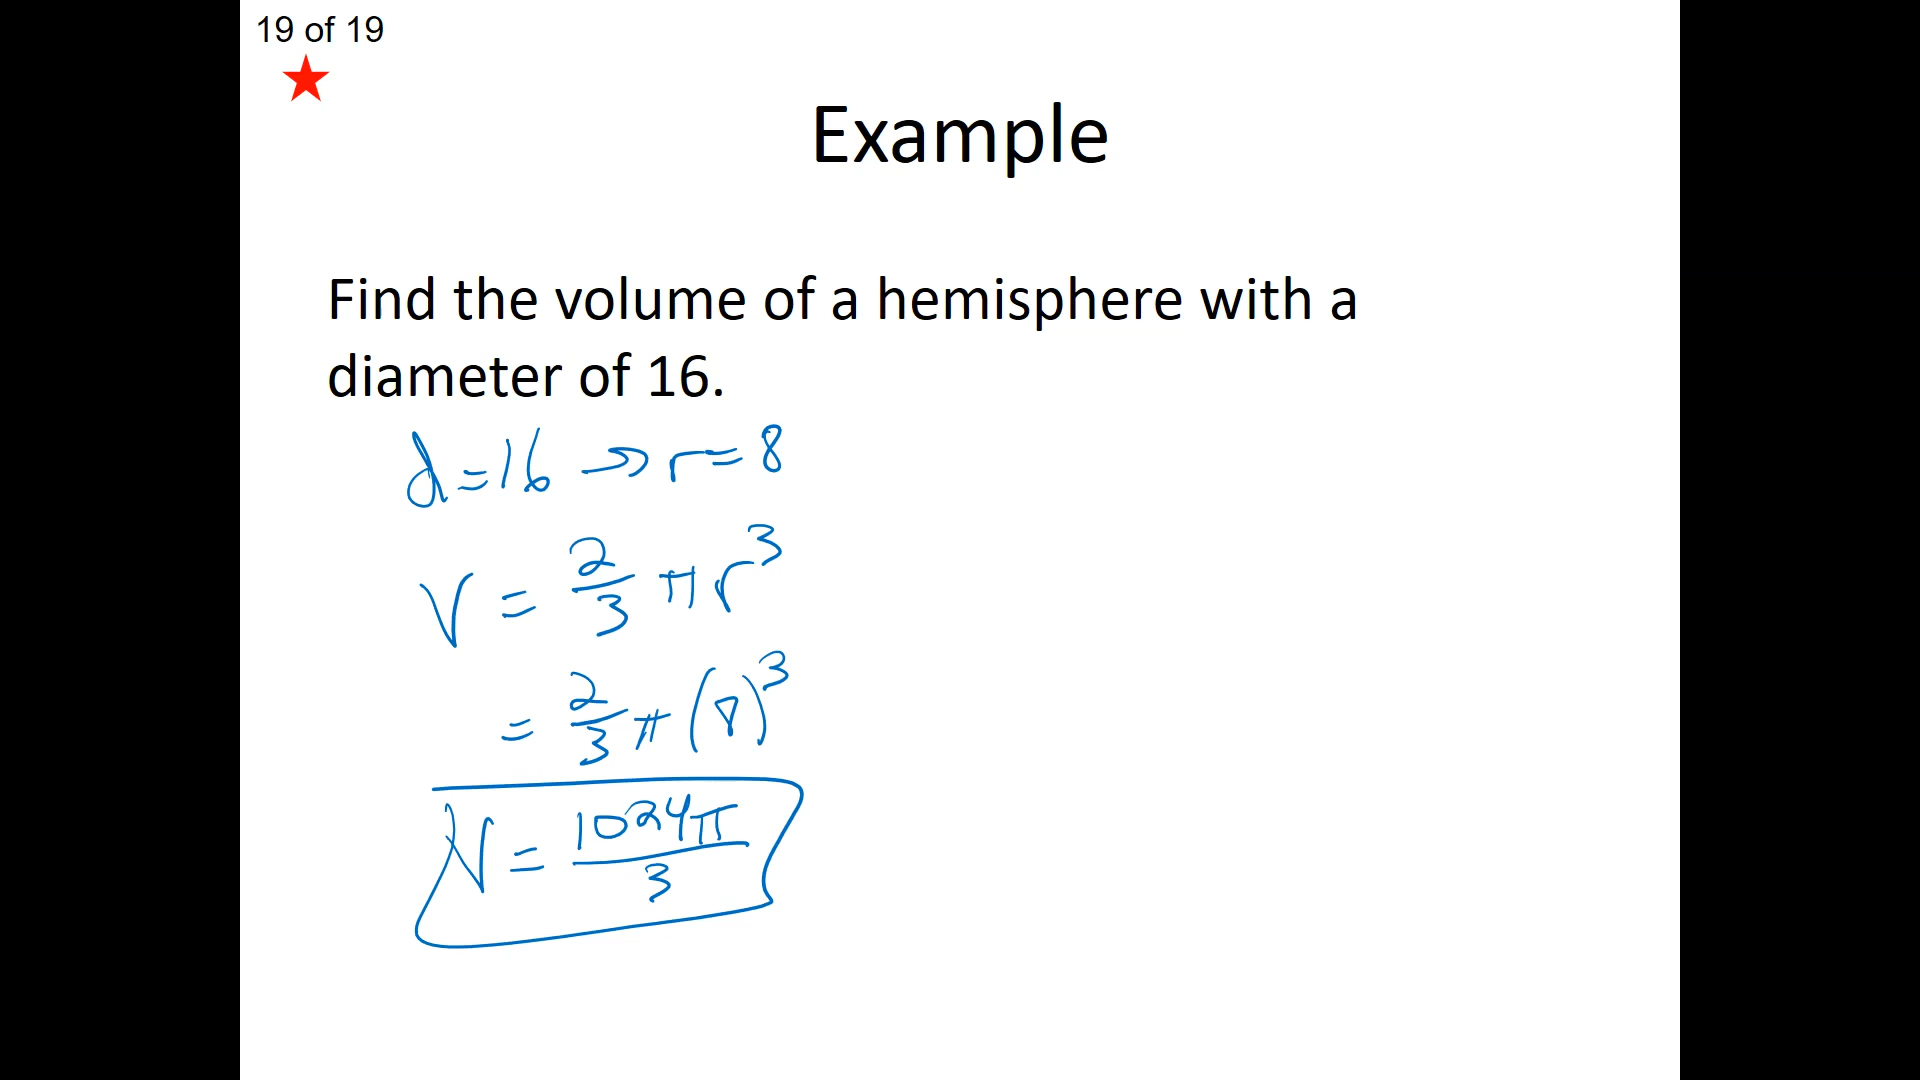 19 of 19
Example
Find the volume of a hemisphere with a
diameter of 16.
d=16 → r=8
V = 2/3 π r³
= 2/3 π (8)³
V = 1024π/3